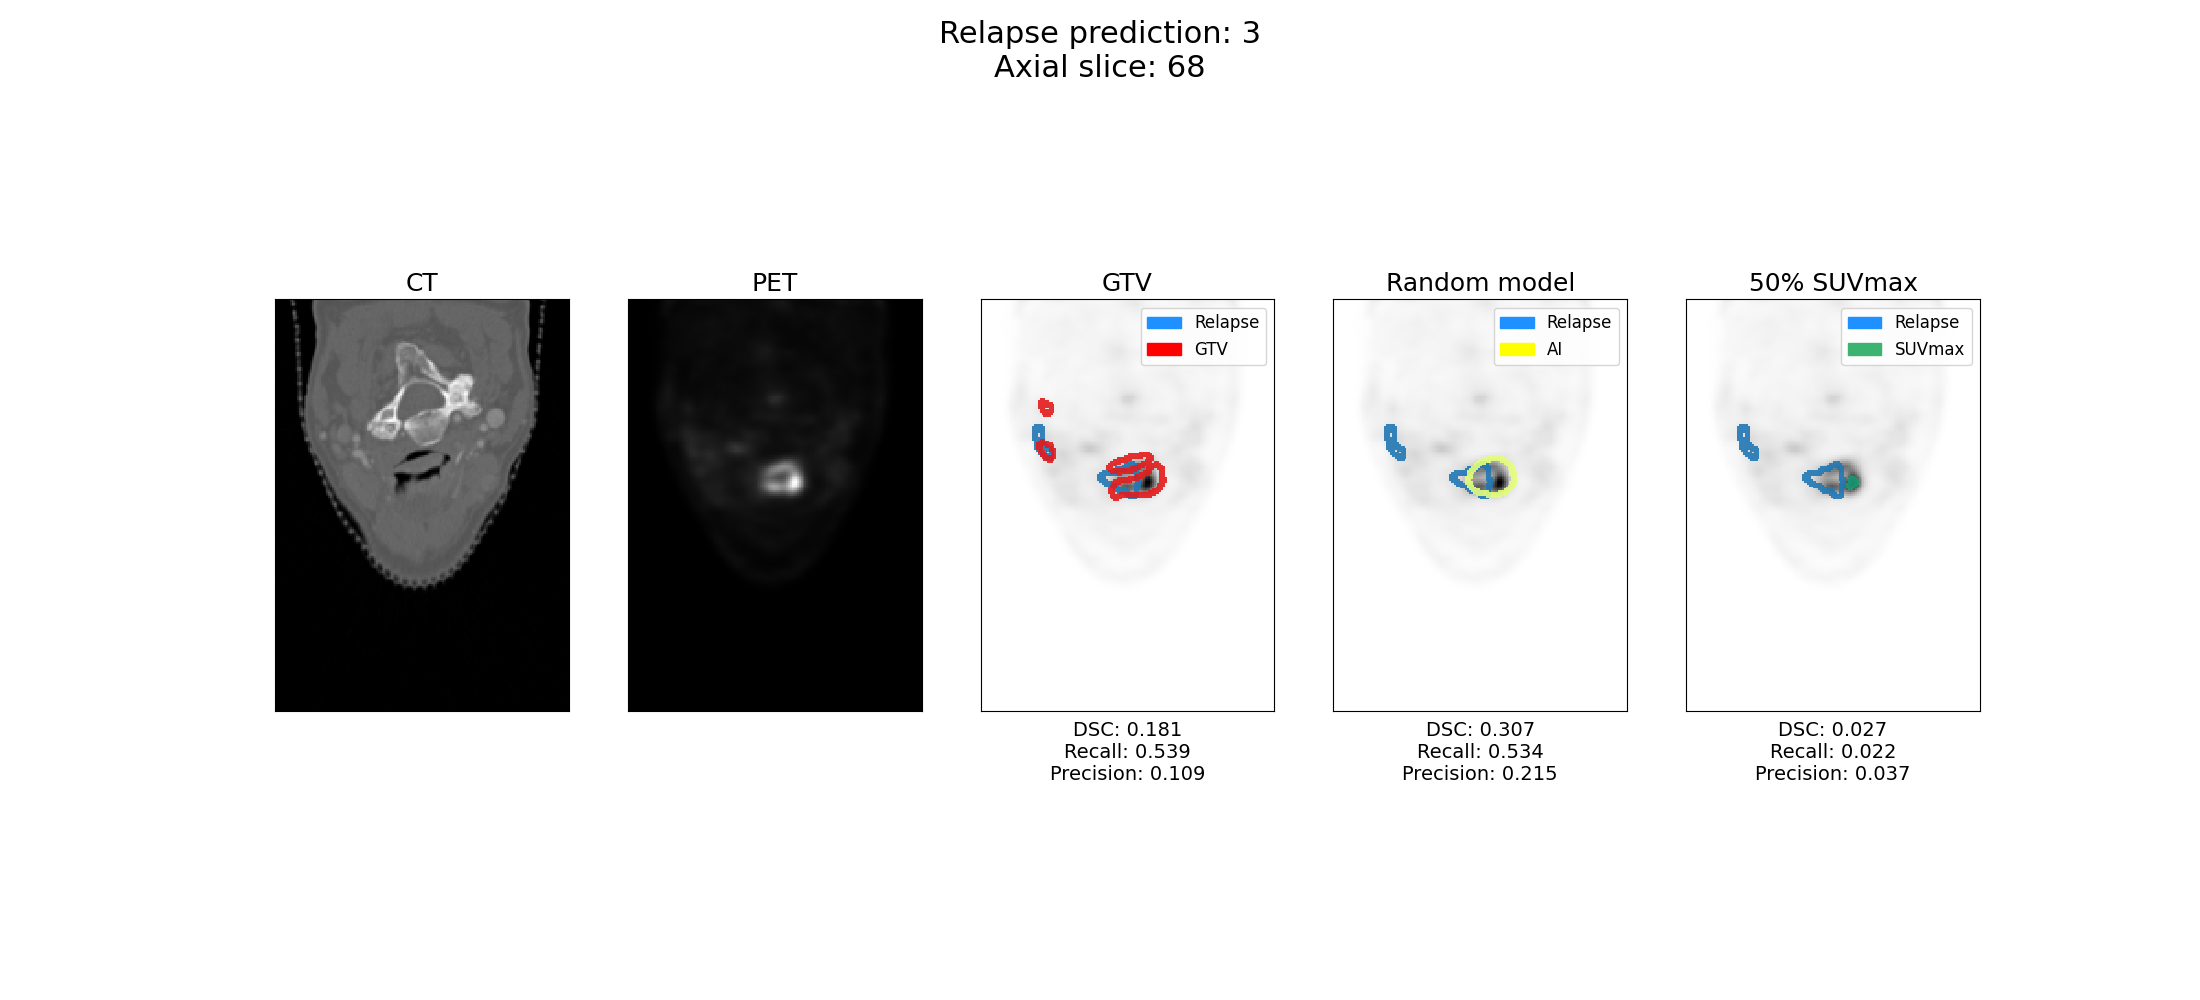 Relapse prediction: 3
Axial slice: 68
CT
PET
GTV
Random model
50% SUVmax
Relapse
GTV
Relapse
AI
Relapse
SUVmax
DSC: 0.181
Recall: 0.539
Precision: 0.109
DSC: 0.307
Recall: 0.534
Precision: 0.215
DSC: 0.027
Recall: 0.022
Precision: 0.037